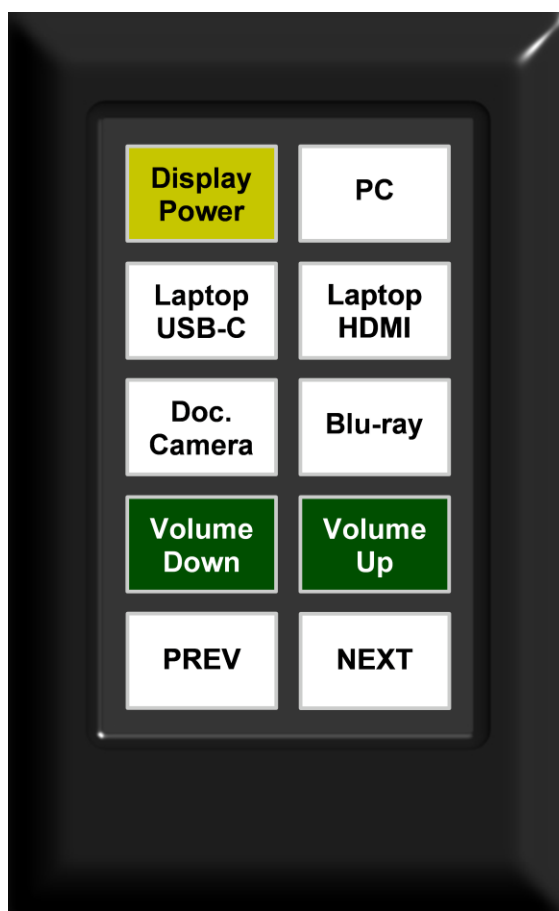 Display
Power
PC
Laptop
USB-C
Laptop
HDMI
Doc.
Camera
Blu-ray
Volume
Down
Volume
Up
PREV
NEXT